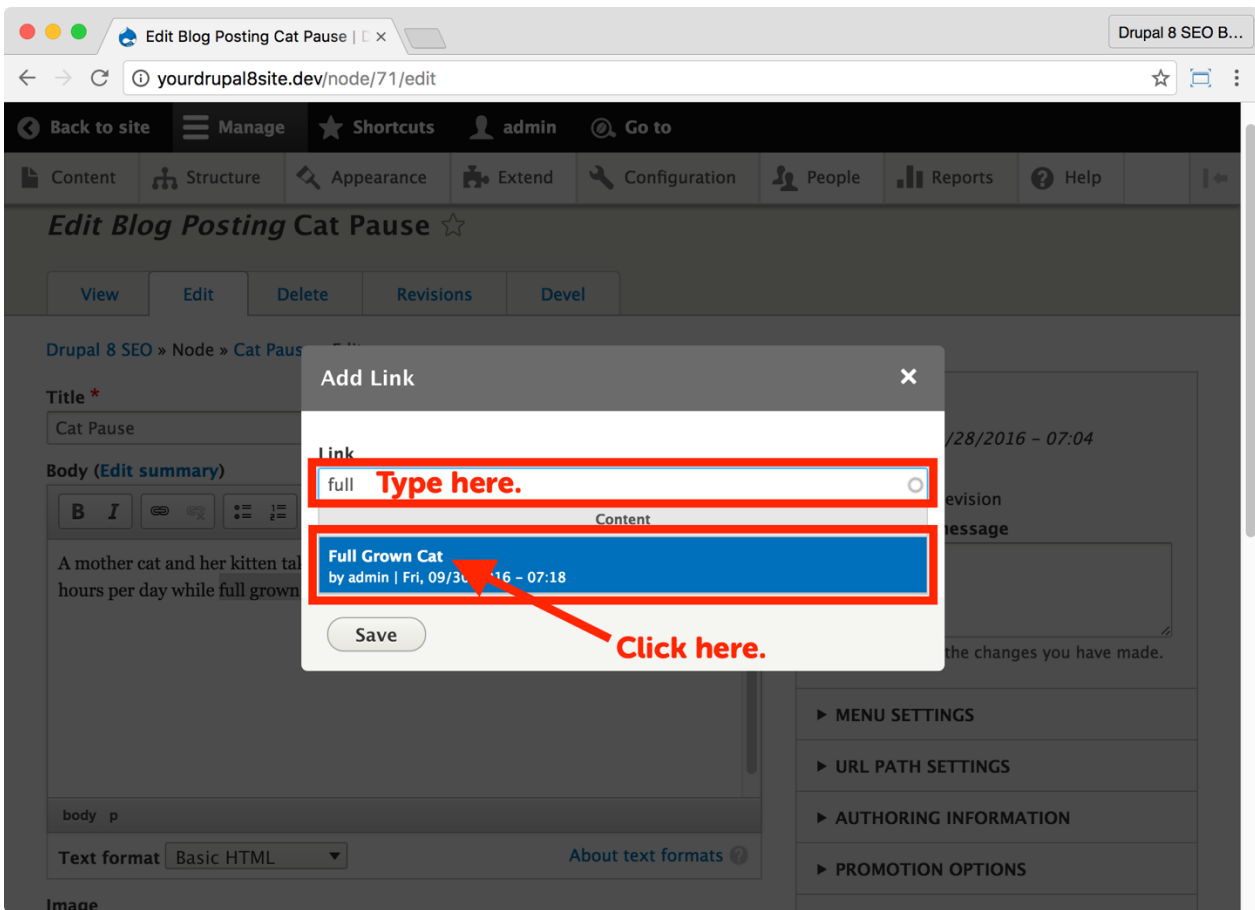 Edit Blog Posting Cat Pause | D
Drupal 8 SEO B...
yourdrupal8site.dev/node/71/edit
Back to site Manage Shortcuts admin Go to
Content Structure Appearance Extend Configuration People Reports Help
Edit Blog Posting Cat Pause
View Edit Delete Revisions Devel
Drupal 8 SEO » Node » Cat Paus
Title *
Cat Pause
Body (Edit summary)
B I
A mother cat and her kitten tak
hours per day while full grown
Add Link
Link
full Type here.
Content
Full Grown Cat
by admin | Fri, 09/30/2016 – 07:18
Save
Click here.
/28/2016 – 07:04
evision
the changes you have made.
MENU SETTINGS
URL PATH SETTINGS
AUTHORING INFORMATION
PROMOTION OPTIONS
body p
Text format Basic HTML
About text formats
Image